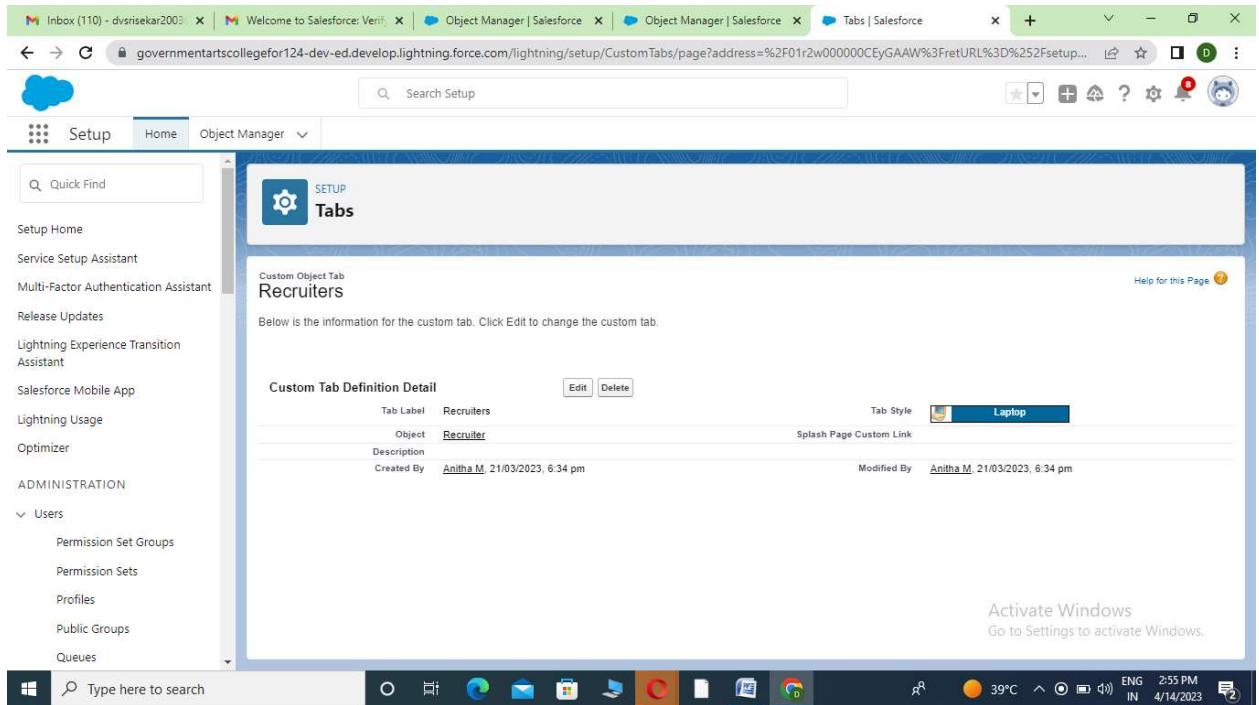 Inbox (110) - dvsrisekar2003
Welcome to Salesforce: Verif
Object Manager | Salesforce
Object Manager | Salesforce
Tabs | Salesforce
governmentartscollegefor124-dev-ed.develop.lightning.force.com/lightning/setup/CustomTabs/page?address=%2F01r2w000000CEyGAAW%3FretURL%3D%252Fsetup...
D
Search Setup
8
Setup
Home
Object Manager
Quick Find
Setup Home
Service Setup Assistant
Multi-Factor Authentication Assistant
Release Updates
Lightning Experience Transition
Assistant
Salesforce Mobile App
Lightning Usage
Optimizer
ADMINISTRATION
Users
Permission Set Groups
Permission Sets
Profiles
Public Groups
Queues
SETUP
Tabs
Custom Object Tab
Recruiters
Help for this Page
Below is the information for the custom tab. Click Edit to change the custom tab.
Custom Tab Definition Detail
Edit Delete
Tab Label Recruiters
Tab Style Laptop
Object Recruiter
Splash Page Custom Link
Description
Created By Anitha M, 21/03/2023, 6:34 pm
Modified By Anitha M, 21/03/2023, 6:34 pm
Activate Windows
Go to Settings to activate Windows.
Type here to search
39°C
ENG
IN
2:55 PM
4/14/2023
2